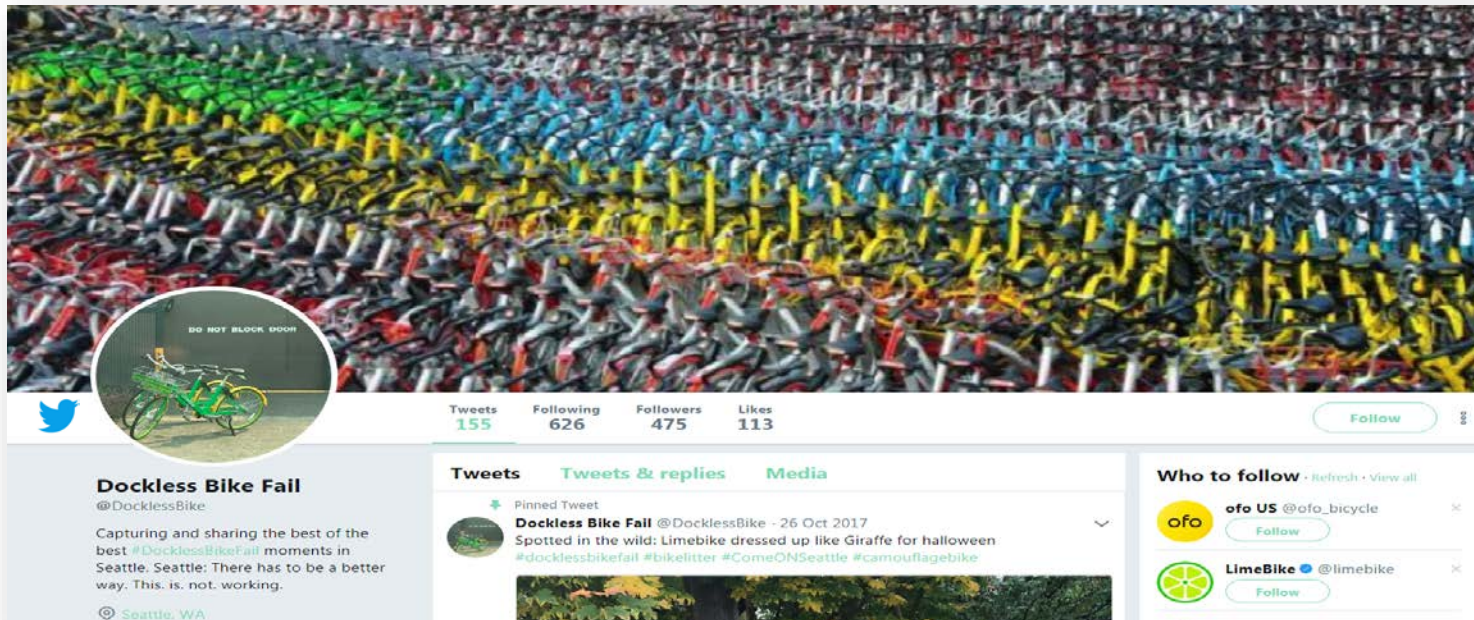 DO NOT BLOCK DOOR
Tweets Following Followers Likes
155 626 475 113
Follow
Dockless Bike Fail
@DocklessBike
Capturing and sharing the best of the
best #DocklessBikeFail moments in
Seattle. Seattle: There has to be a better
way. This. is. not. working.
Seattle, WA
Tweets Tweets & replies Media
Pinned Tweet
Dockless Bike Fail @DocklessBike - 26 Oct 2017
Spotted in the wild: Limebike dressed up like Giraffe for halloween
#docklessbikefail #bikelitter #ComeONSeattle #camouflagebike
Who to follow · Refresh · View all
ofo
ofo US @ofo_bicycle
Follow
LimeBike @limebike
Follow